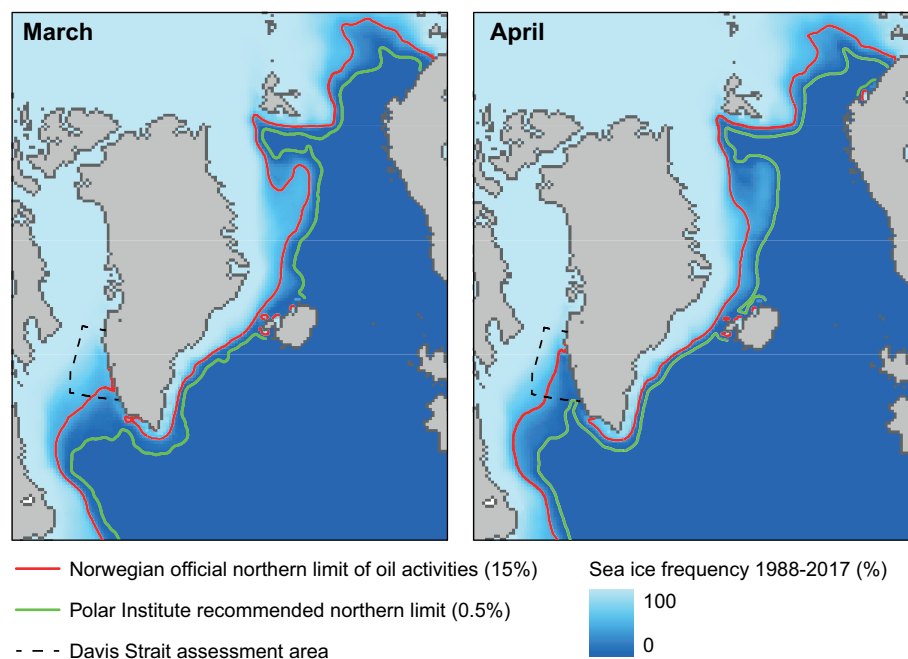 March
April
Norwegian official northern limit of oil activities (15%)
Polar Institute recommended northern limit (0.5%)
Davis Strait assessment area
Sea ice frequency 1988-2017 (%)
100
0